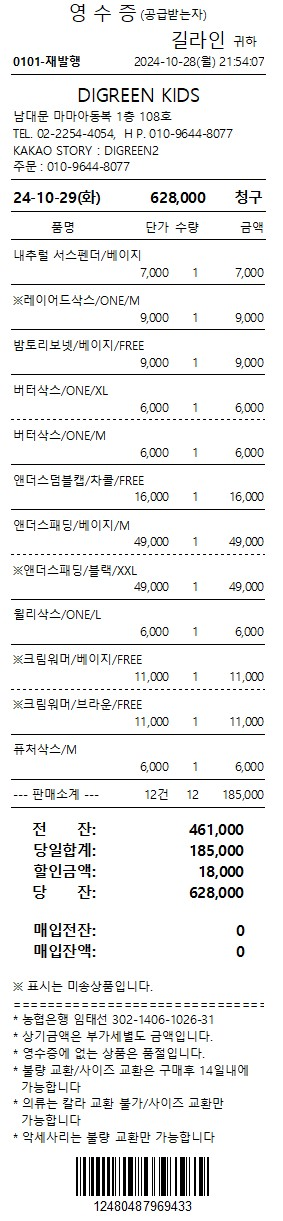 영 수 증 (공급받는자)
길라인 귀하
0101-재발행 2024-10-28(월) 21:54:07
DIGREEN KIDS
남대문 마마아동복 1층 108호
TEL. 02-2254-4054, H P. 010-9644-8077
KAKAO STORY : DIGREEN2
주문 : 010-9644-8077
24-10-29(화) 628,000 청구
품명 단가 수량 금액
내추럴 서스펜더/베이지
7,000 1 7,000
※레이어드삭스/ONE/M
9,000 1 9,000
밤토리보넷/베이지/FREE
9,000 1 9,000
버터삭스/ONE/XL
6,000 1 6,000
버터삭스/ONE/M
6,000 1 6,000
앤더스덤블캡/차콜/FREE
16,000 1 16,000
앤더스패딩/베이지/M
49,000 1 49,000
※앤더스패딩/블랙/XXL
49,000 1 49,000
윌리삭스/ONE/L
6,000 1 6,000
※크림워머/베이지/FREE
11,000 1 11,000
※크림워머/브라운/FREE
11,000 1 11,000
퓨처삭스/M
6,000 1 6,000
--- 판매소계 --- 12건 12 185,000
전 잔: 461,000
당일합계: 185,000
할인금액: 18,000
당 잔: 628,000
매입전잔: 0
매입잔액: 0
※ 표시는 미송상품입니다.
==============================
* 농협은행 임태선 302-1406-1026-31
* 상기금액은 부가세별도 금액입니다.
* 영수증에 없는 상품은 품절입니다.
* 불량 교환/사이즈 교환은 구매후 14일내에
가능합니다
* 의류는 칼라 교환 불가/사이즈 교환만
가능합니다
* 악세사리는 불량 교환만 가능합니다
12480487969433